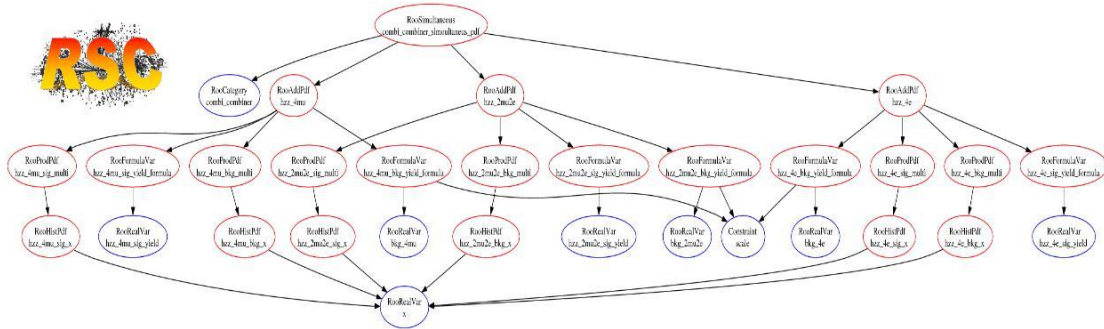 RSC
RooSimultaneous
combi_combiner_simoultaneus_pdf
RooCategory
combi_combiner
RooAddPdf
hzz_4mu
RooAddPdf
hzz_2mu2e
RooAddPdf
hzz_4e
RooProdPdf
hzz_4mu_sig_multi
RooFormulaVar
hzz_4mu_sig_yield_formula
RooProdPdf
hzz_4mu_bkg_multi
RooProdPdf
hzz_2mu2e_sig_multi
RooFormulaVar
hzz_4mu_bkg_yield_formula
RooProdPdf
hzz_2mu2e_bkg_multi
RooFormulaVar
hzz_2mu2e_sig_yield_formula
RooFormulaVar
hzz_2mu2e_bkg_yield_formula
RooFormulaVar
hzz_4e_bkg_yield_formula
RooProdPdf
hzz_4e_sig_multi
RooProdPdf
hzz_4e_bkg_multi
RooFormulaVar
hzz_4e_sig_yield_formula
RooHistPdf
hzz_4mu_sig_x
RooRealVar
hzz_4mu_sig_yield
RooHistPdf
hzz_4mu_bkg_x
RooHistPdf
hzz_2mu2e_sig_x
RooRealVar
bkg_4mu
RooHistPdf
hzz_2mu2e_bkg_x
RooRealVar
hzz_2mu2e_sig_yield
RooRealVar
bkg_2mu2e
Constraint
scale
RooRealVar
bkg_4e
RooHistPdf
hzz_4e_sig_x
RooHistPdf
hzz_4e_bkg_x
RooRealVar
hzz_4e_sig_yield
RooRealVar
x